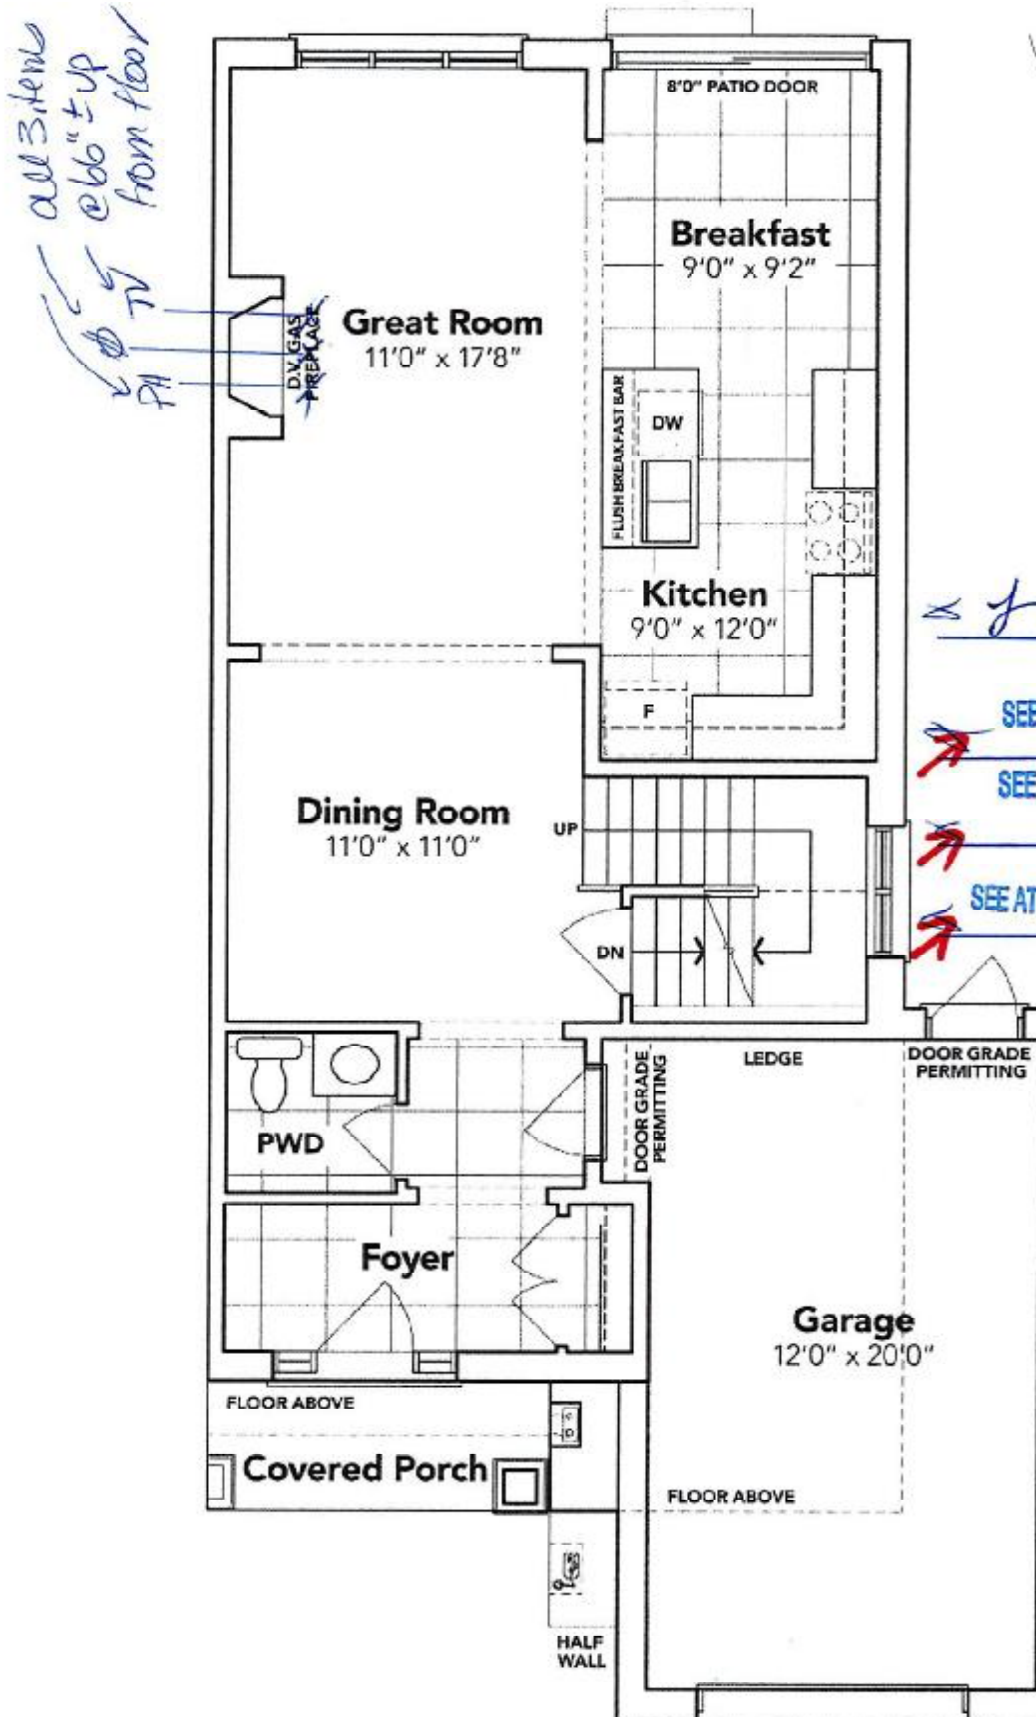 all 3 items
@ 66" ± up
from floor
TV
PH
8'0" PATIO DOOR
Breakfast
9'0" x 9'2"
D.V. GAS
FIREPLACE
Great Room
11'0" x 17'8"
FLUSH BREAKFAST BAR
DW
Kitchen
9'0" x 12'0"
F
SEE
SEE
SEE AT
Dining Room
11'0" x 11'0"
UP
DN
DOOR GRADE
PERMITTING
LEDGE
DOOR GRADE
PERMITTING
PWD
Foyer
Garage
12'0" x 20'0"
FLOOR ABOVE
Covered Porch
FLOOR ABOVE
HALF
WALL